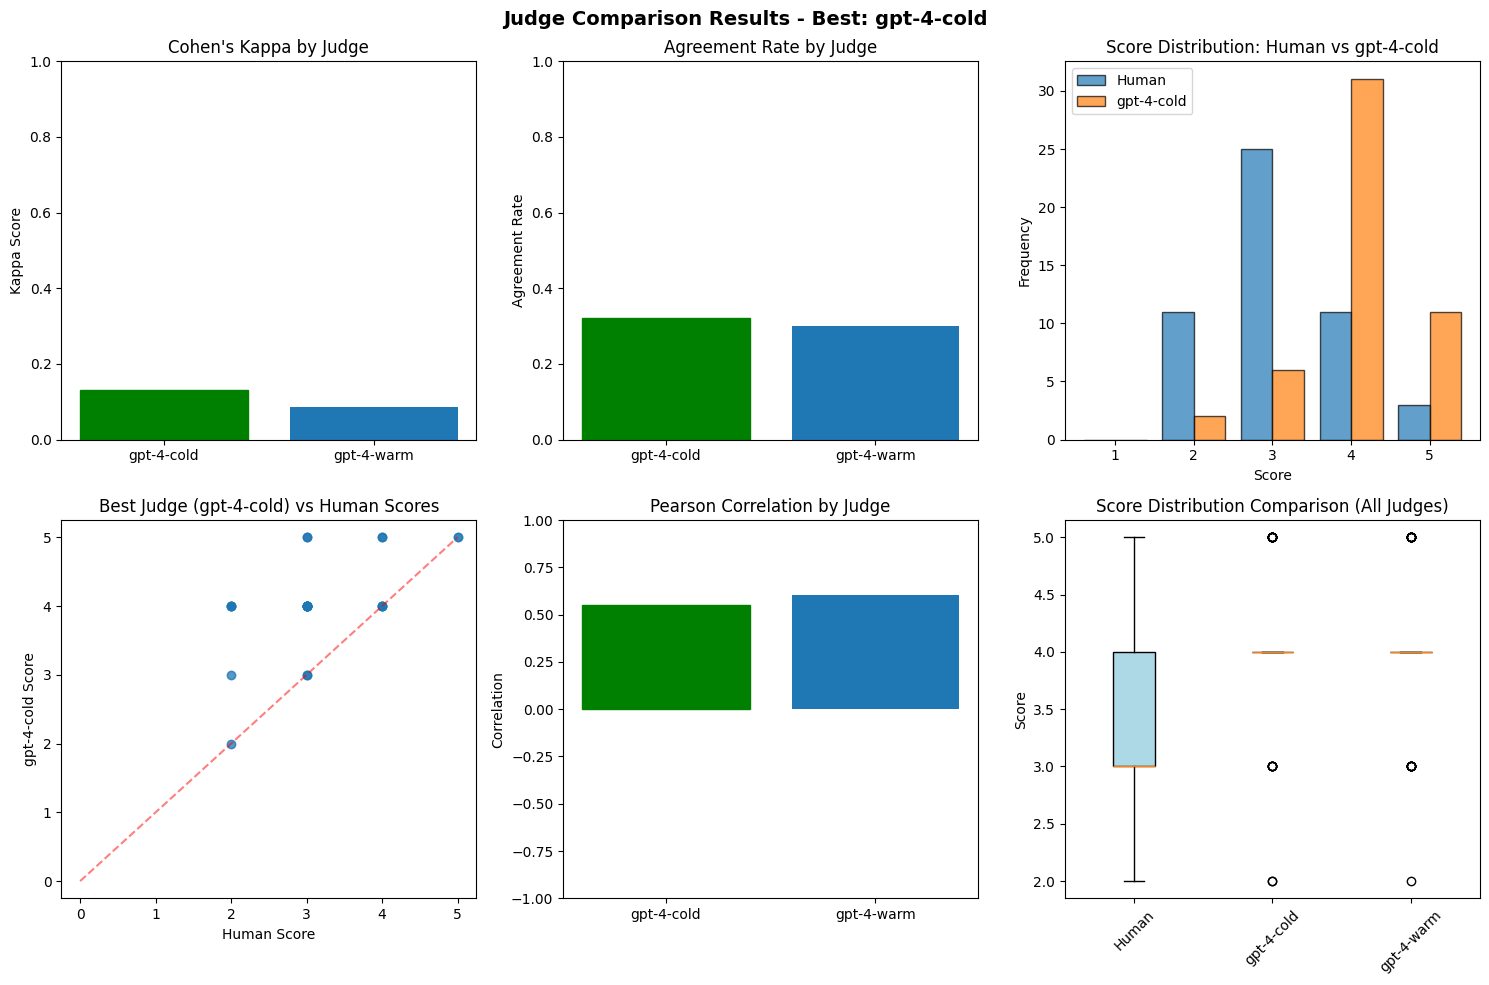 Judge Comparison Results - Best: gpt-4-cold
Cohen's Kappa by Judge
Kappa Score
1.0
0.8
0.6
0.4
0.2
0.0
gpt-4-cold
gpt-4-warm
Agreement Rate by Judge
Agreement Rate
1.0
0.8
0.6
0.4
0.2
0.0
gpt-4-cold
gpt-4-warm
Score Distribution: Human vs gpt-4-cold
Human
gpt-4-cold
Frequency
30
25
20
15
10
5
0
1
2
3
4
5
Score
Best Judge (gpt-4-cold) vs Human Scores
gpt-4-cold Score
5
4
3
2
1
0
0
1
2
3
4
5
Human Score
Pearson Correlation by Judge
Correlation
1.00
0.75
0.50
0.25
0.00
−0.25
−0.50
−0.75
−1.00
gpt-4-cold
gpt-4-warm
Score Distribution Comparison (All Judges)
Score
5.0
4.5
4.0
3.5
3.0
2.5
2.0
Human
gpt-4-cold
gpt-4-warm